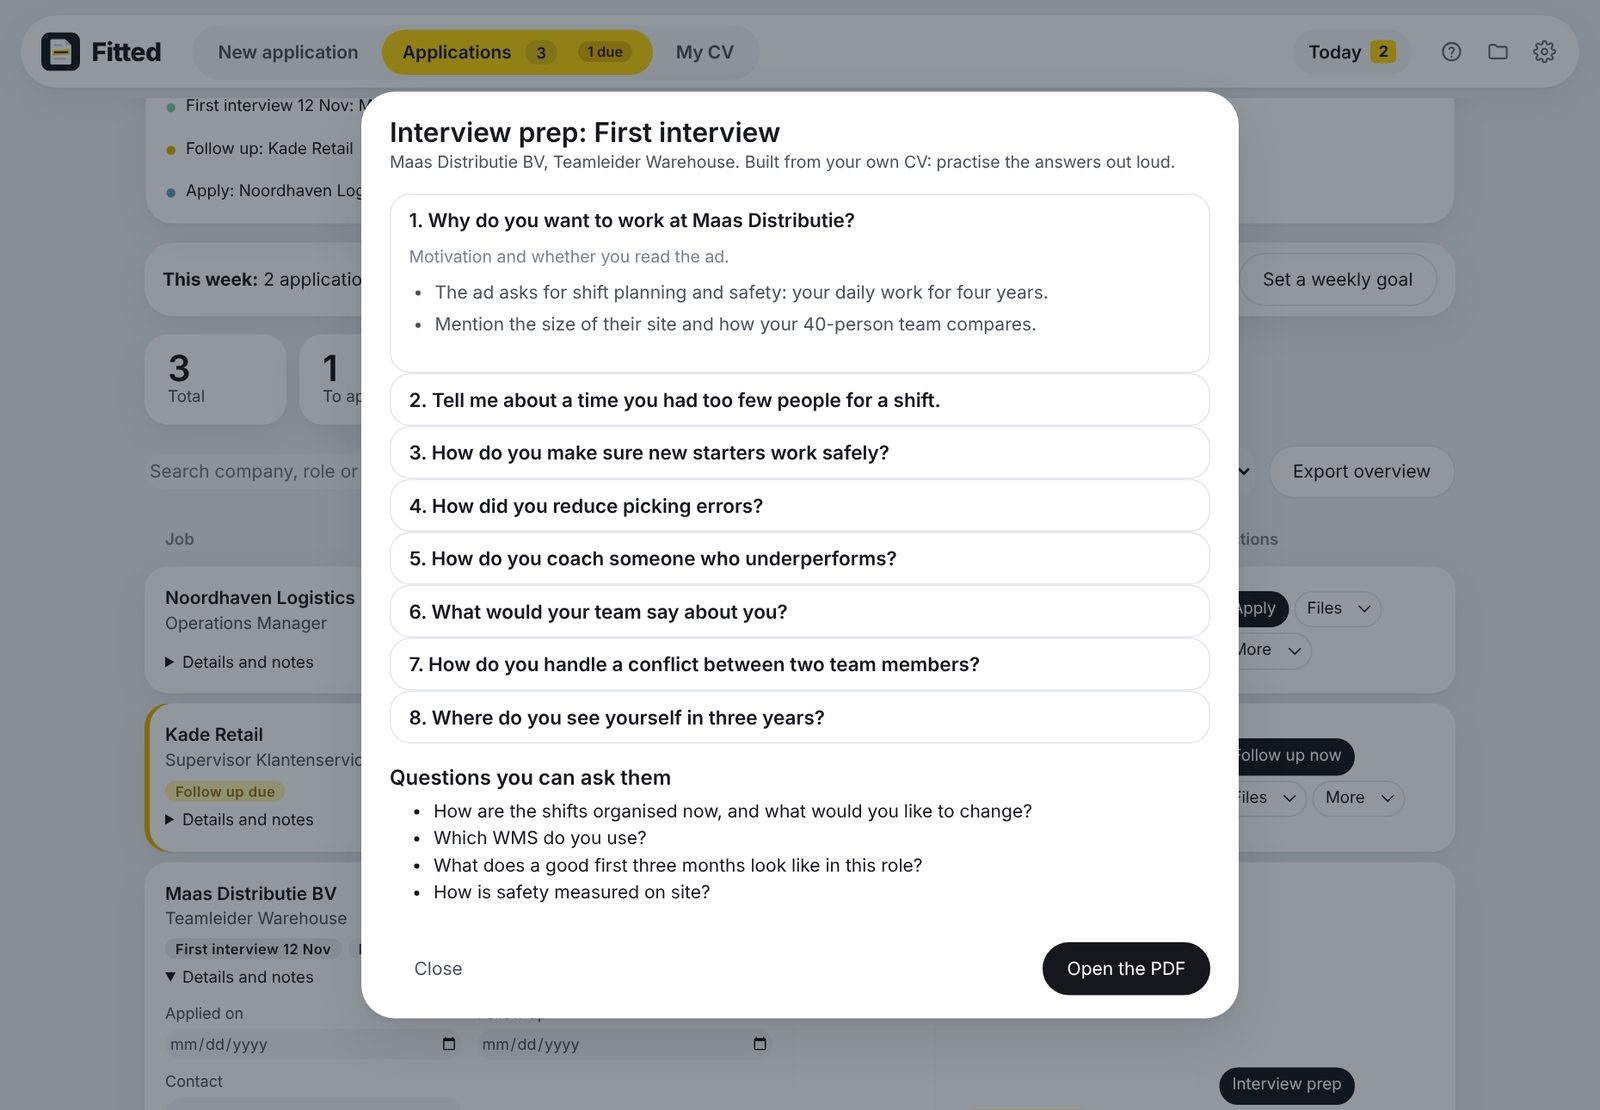 Fitted
New application
Applications 3 1 due
My CV
Today 2
First interview 12 Nov:
Follow up: Kade Retail
Apply: Noordhaven
This week: 2
Set a weekly goal
3
Total
1
To
Search company, role or
Export overview
Job
Noordhaven Logistics
Operations Manager
Details and notes
Apply
Files
More
Kade Retail
Supervisor
Follow up due
Details and notes
Follow up now
Files
More
Maas Distributie BV
Teamleider Warehouse
First interview 12 Nov
Details and notes
Applied on
mm/dd/yyyy
mm/dd/yyyy
Contact
Interview prep
Interview prep: First interview
Maas Distributie BV, Teamleider Warehouse. Built from your own CV: practise the answers out loud.
1. Why do you want to work at Maas Distributie?
Motivation and whether you read the ad.
• The ad asks for shift planning and safety: your daily work for four years.
• Mention the size of their site and how your 40-person team compares.
2. Tell me about a time you had too few people for a shift.
3. How do you make sure new starters work safely?
4. How did you reduce picking errors?
5. How do you coach someone who underperforms?
6. What would your team say about you?
7. How do you handle a conflict between two team members?
8. Where do you see yourself in three years?
Questions you can ask them
• How are the shifts organised now, and what would you like to change?
• Which WMS do you use?
• What does a good first three months look like in this role?
• How is safety measured on site?
Close
Open the PDF